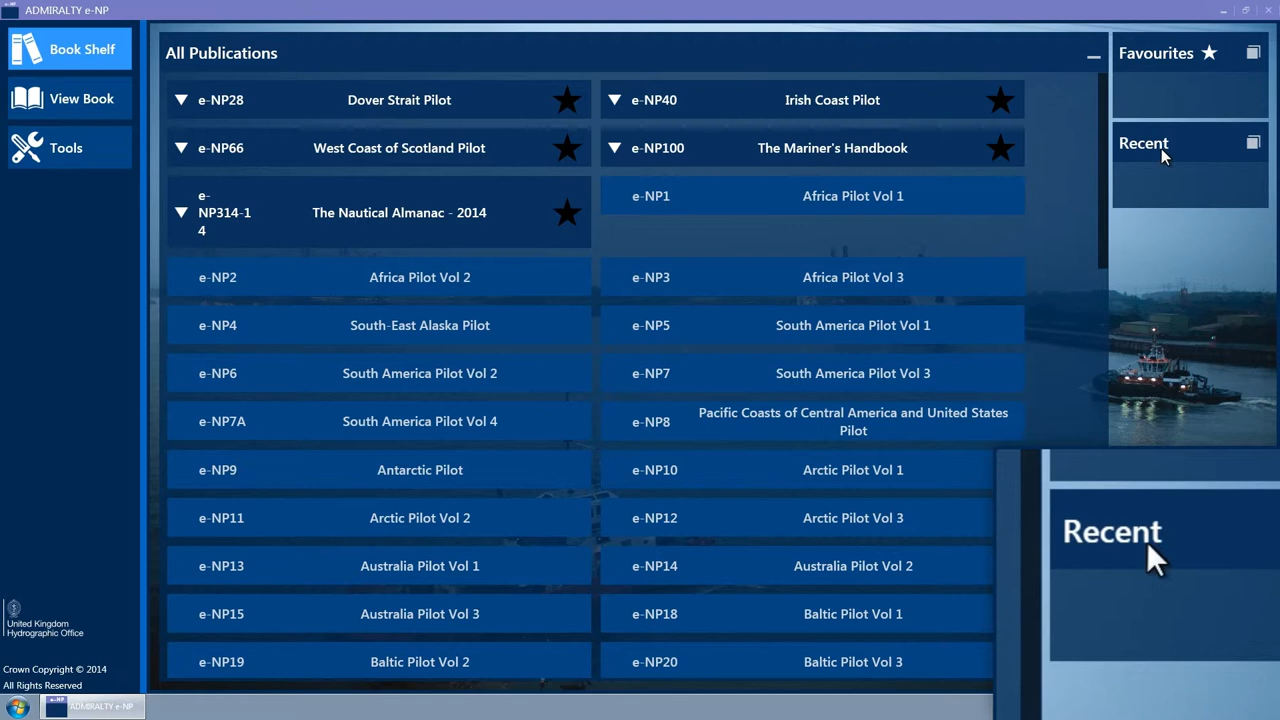 ADMIRALTY e-NP
Book Shelf
View Book
Tools
All Publications
e-NP28 Dover Strait Pilot
e-NP40 Irish Coast Pilot
e-NP66 West Coast of Scotland Pilot
e-NP100 The Mariner's Handbook
e-
NP314-1
4
The Nautical Almanac - 2014
e-NP1 Africa Pilot Vol 1
e-NP2 Africa Pilot Vol 2
e-NP3 Africa Pilot Vol 3
e-NP4 South-East Alaska Pilot
e-NP5 South America Pilot Vol 1
e-NP6 South America Pilot Vol 2
e-NP7 South America Pilot Vol 3
e-NP7A South America Pilot Vol 4
e-NP8 Pacific Coasts of Central America and United States
Pilot
e-NP9 Antarctic Pilot
e-NP10 Arctic Pilot Vol 1
e-NP11 Arctic Pilot Vol 2
e-NP12 Arctic Pilot Vol 3
e-NP13 Australia Pilot Vol 1
e-NP14 Australia Pilot Vol 2
e-NP15 Australia Pilot Vol 3
e-NP18 Baltic Pilot Vol 1
e-NP19 Baltic Pilot Vol 2
e-NP20 Baltic Pilot Vol 3
Favourites
Recent
Recent
United Kingdom
Hydrographic Office
Crown Copyright © 2014
All Rights Reserved
e-NP
ADMIRALTY e-NP